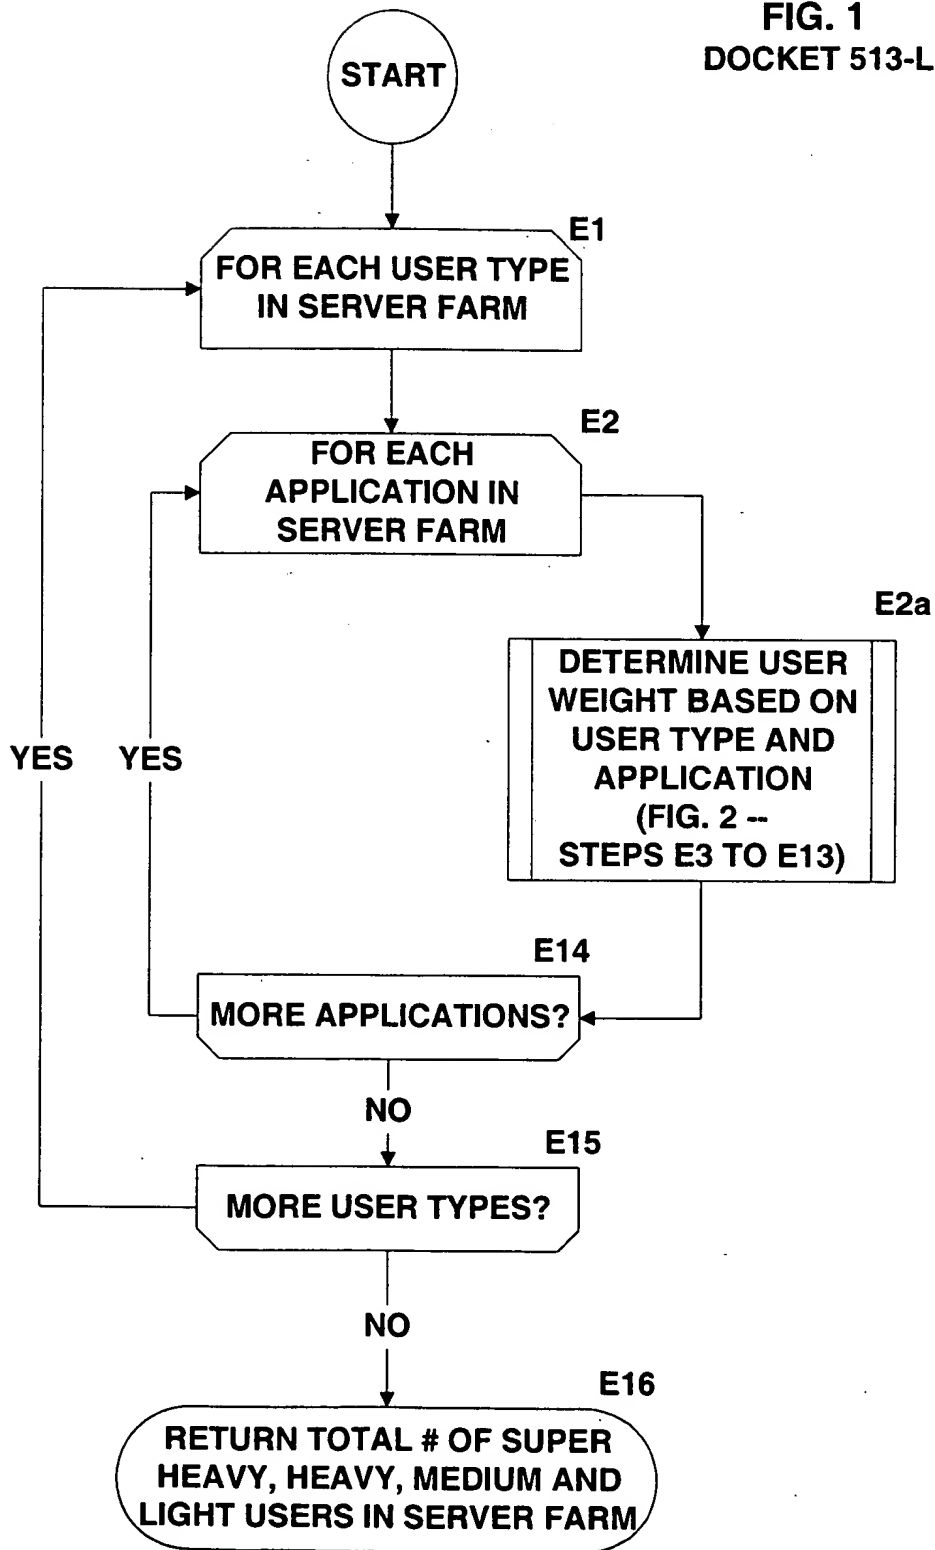 FIG. 1
DOCKET 513-L
START
E1
FOR EACH USER TYPE
IN SERVER FARM
E2
FOR EACH
APPLICATION IN
SERVER FARM
E2a
DETERMINE USER
WEIGHT BASED ON
USER TYPE AND
APPLICATION
(FIG. 2 --
STEPS E3 TO E13)
YES
YES
E14
MORE APPLICATIONS?
NO
E15
MORE USER TYPES?
NO
E16
RETURN TOTAL # OF SUPER
HEAVY, HEAVY, MEDIUM AND
LIGHT USERS IN SERVER FARM